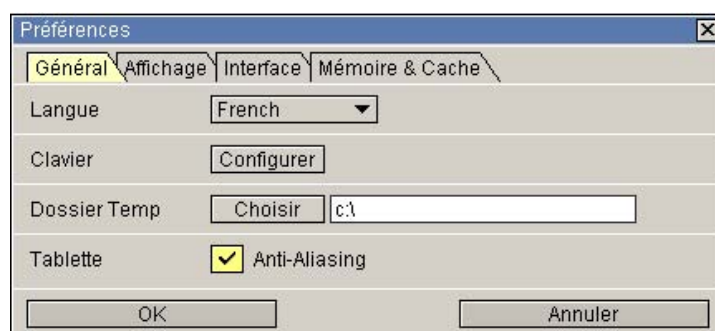 Préférences
Général Affichage Interface Mémoire & Cache
Langue French
Clavier Configurer
Dossier Temp Choisir c:\
Tablette Anti-Aliasing
OK Annuler